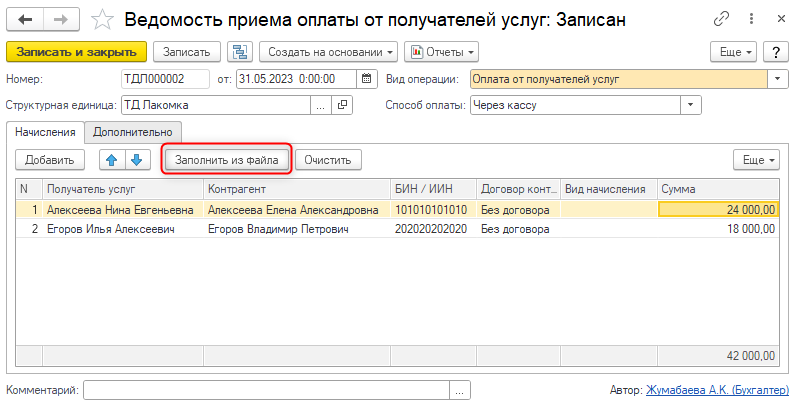 Ведомость приема оплаты от получателей услуг: Записан
Записать и закрыть Записать Создать на основании Отчеты Еще ?
Номер: ТДЛ000002 от: 31.05.2023 0:00:00 Вид операции: Оплата от получателей услуг
Структурная единица: ТД Лакомка ... Способ оплаты: Через кассу
Начисления Дополнительно
Добавить Заполнить из файла Очистить Еще
N Получатель услуг Контрагент БИН / ИИН Договор конт... Вид начисления Сумма
1 Алексеева Нина Евгеньевна Алексеева Елена Александровна 101010101010 Без договора 24 000,00
2 Егоров Илья Алексеевич Егоров Владимир Петрович 202020202020 Без договора 18 000,00
42 000,00
Комментарий: ... Автор: Жумабаева А.К. (Бухгалтер)